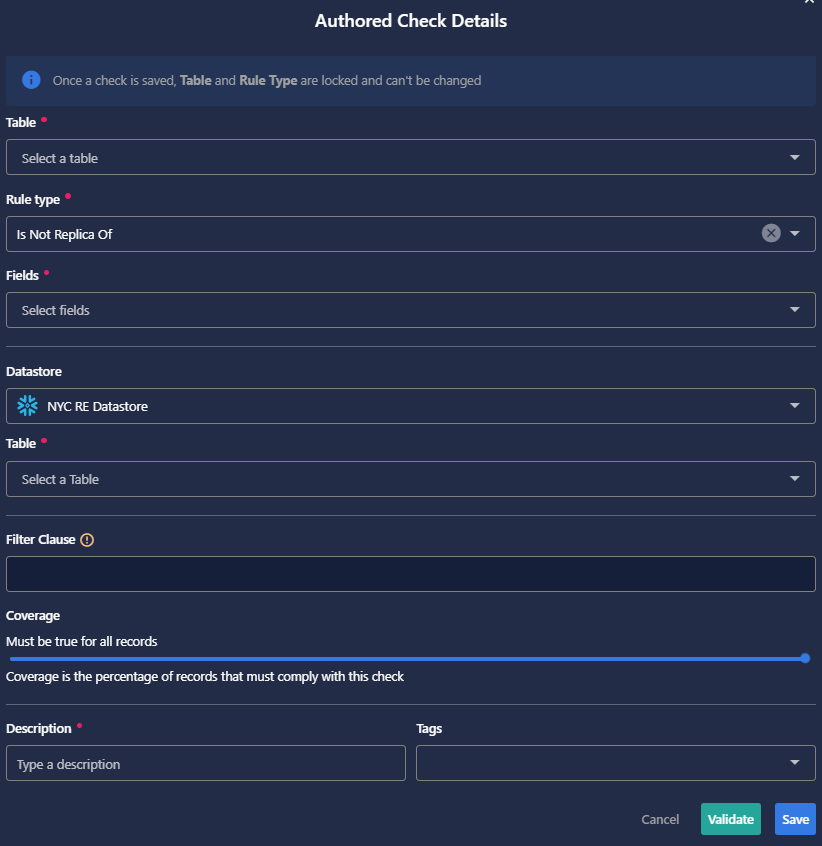 Authored Check Details
Once a check is saved, Table and Rule Type are locked and can't be changed
Table
Select a table
Rule type
Is Not Replica Of
Fields
Select fields
Datastore
NYC RE Datastore
Table
Select a Table
Filter Clause
Coverage
Must be true for all records
Coverage is the percentage of records that must comply with this check
Description
Tags
Type a description
Cancel
Validate
Save